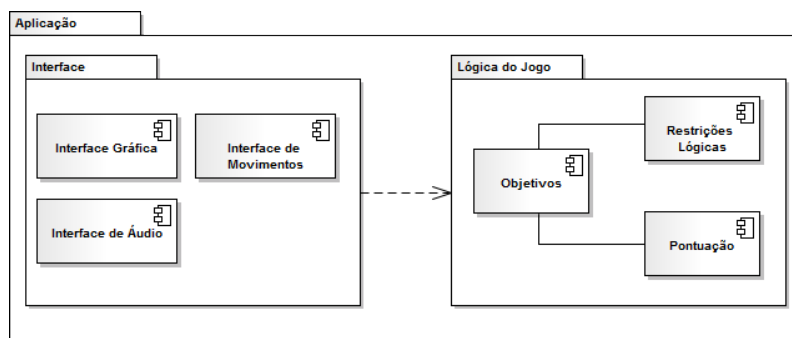 Aplicação
Interface
Interface Gráfica
Interface de
Movimentos
Interface de Áudio
Lógica do Jogo
Objetivos
Restrições
Lógicas
Pontuação